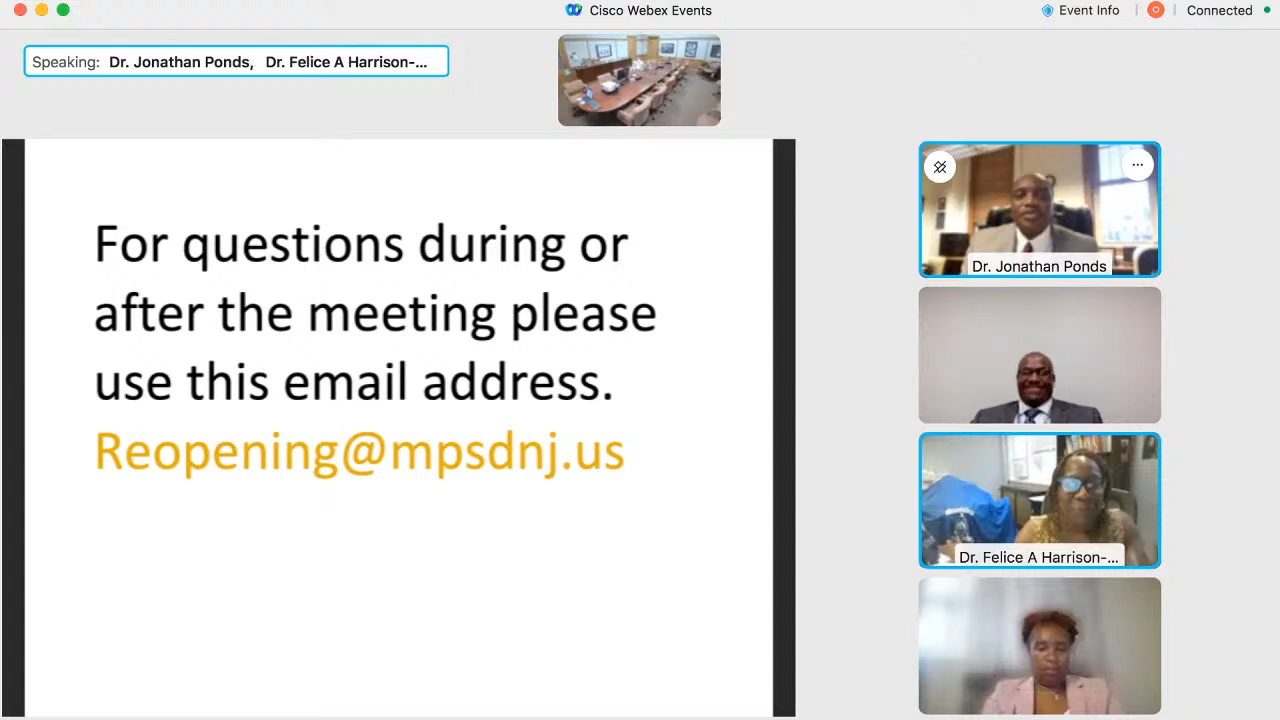 Cisco Webex Events
Event Info
Connected
Speaking: Dr. Jonathan Ponds, Dr. Felice A Harrison-...
For questions during or
after the meeting please
use this email address.
Reopening@mpsdnj.us
Dr. Jonathan Ponds
Dr. Felice A Harrison-...